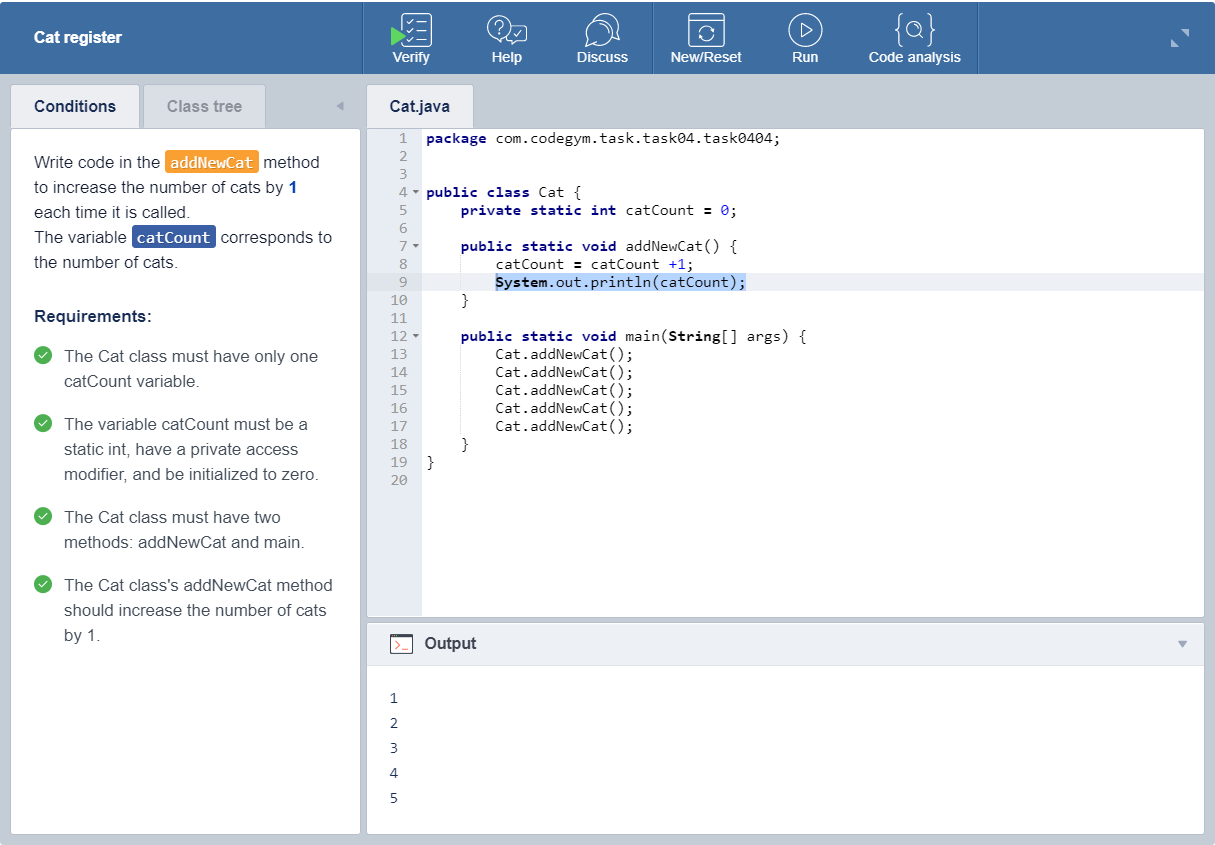 Cat register
Verify
Help
Discuss
New/Reset
Run
Code analysis
Conditions
Class tree
Write code in the addNewCat method
to increase the number of cats by 1
each time it is called.
The variable catCount corresponds to
the number of cats.
Requirements:
The Cat class must have only one
catCount variable.
The variable catCount must be a
static int, have a private access
modifier, and be initialized to zero.
The Cat class must have two
methods: addNewCat and main.
The Cat class's addNewCat method
should increase the number of cats
by 1.
Cat.java
1 package com.codegym.task.task04.task0404;
2
3
4 public class Cat {
5     private static int catCount = 0;
6
7     public static void addNewCat() {
8         catCount = catCount +1;
9         System.out.println(catCount);
10     }
11
12     public static void main(String[] args) {
13         Cat.addNewCat();
14         Cat.addNewCat();
15         Cat.addNewCat();
16         Cat.addNewCat();
17         Cat.addNewCat();
18     }
19 }
20
Output
1
2
3
4
5